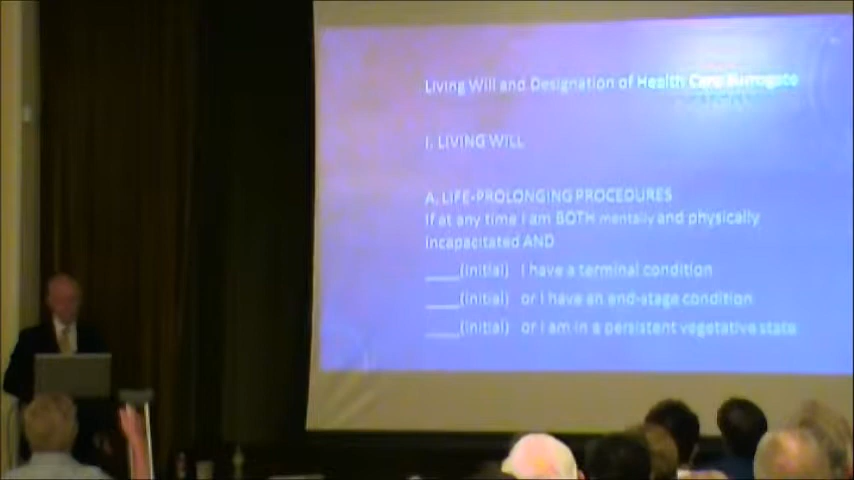 Living Will and Designation of Health Care Surrogate
I. LIVING WILL
A. LIFE-PROLONGING PROCEDURES
If at any time I am BOTH mentally and physically
incapacitated AND
____(initial) I have a terminal condition
____(initial) or I have an end-stage condition
____(initial) or I am in a persistent vegetative state